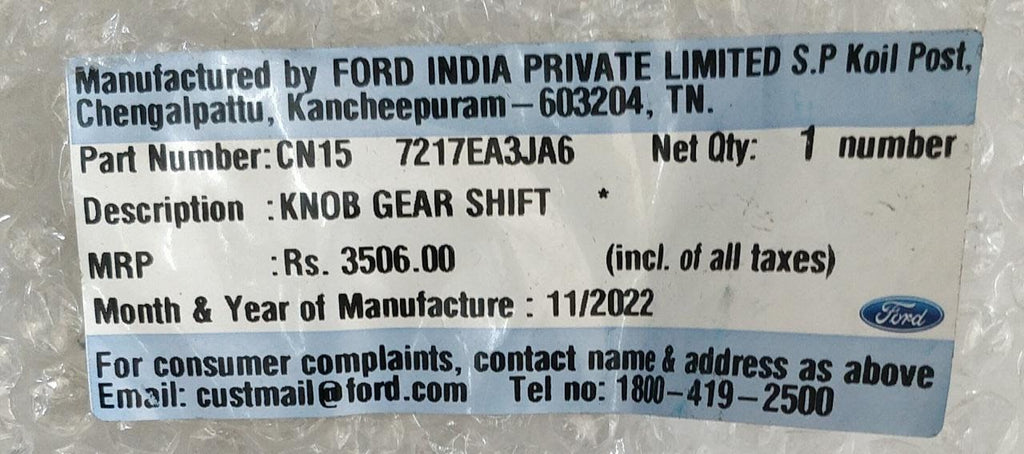 Manufactured by FORD INDIA PRIVATE LIMITED S.P Koil Post,
Chengalpattu, Kancheepuram – 603204, TN.
Part Number: CN15 7217EA3JA6 Net Qty: 1 number
Description : KNOB GEAR SHIFT *
MRP : Rs. 3506.00 (incl. of all taxes)
Month & Year of Manufacture : 11/2022
Ford
For consumer complaints, contact name & address as above
Email: custmail@ford.com Tel no: 1800–419–2500